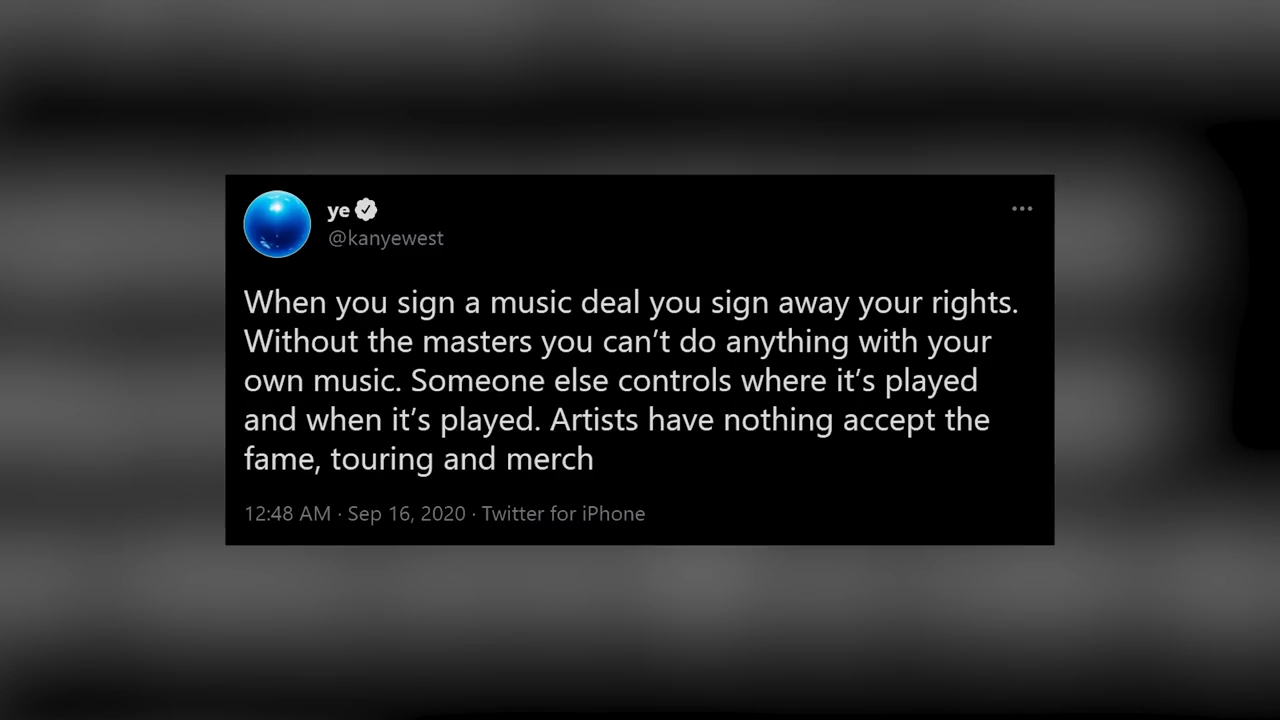 ye
@kanyewest
When you sign a music deal you sign away your rights.
Without the masters you can’t do anything with your
own music. Someone else controls where it’s played
and when it’s played. Artists have nothing accept the
fame, touring and merch
12:48 AM · Sep 16, 2020 · Twitter for iPhone